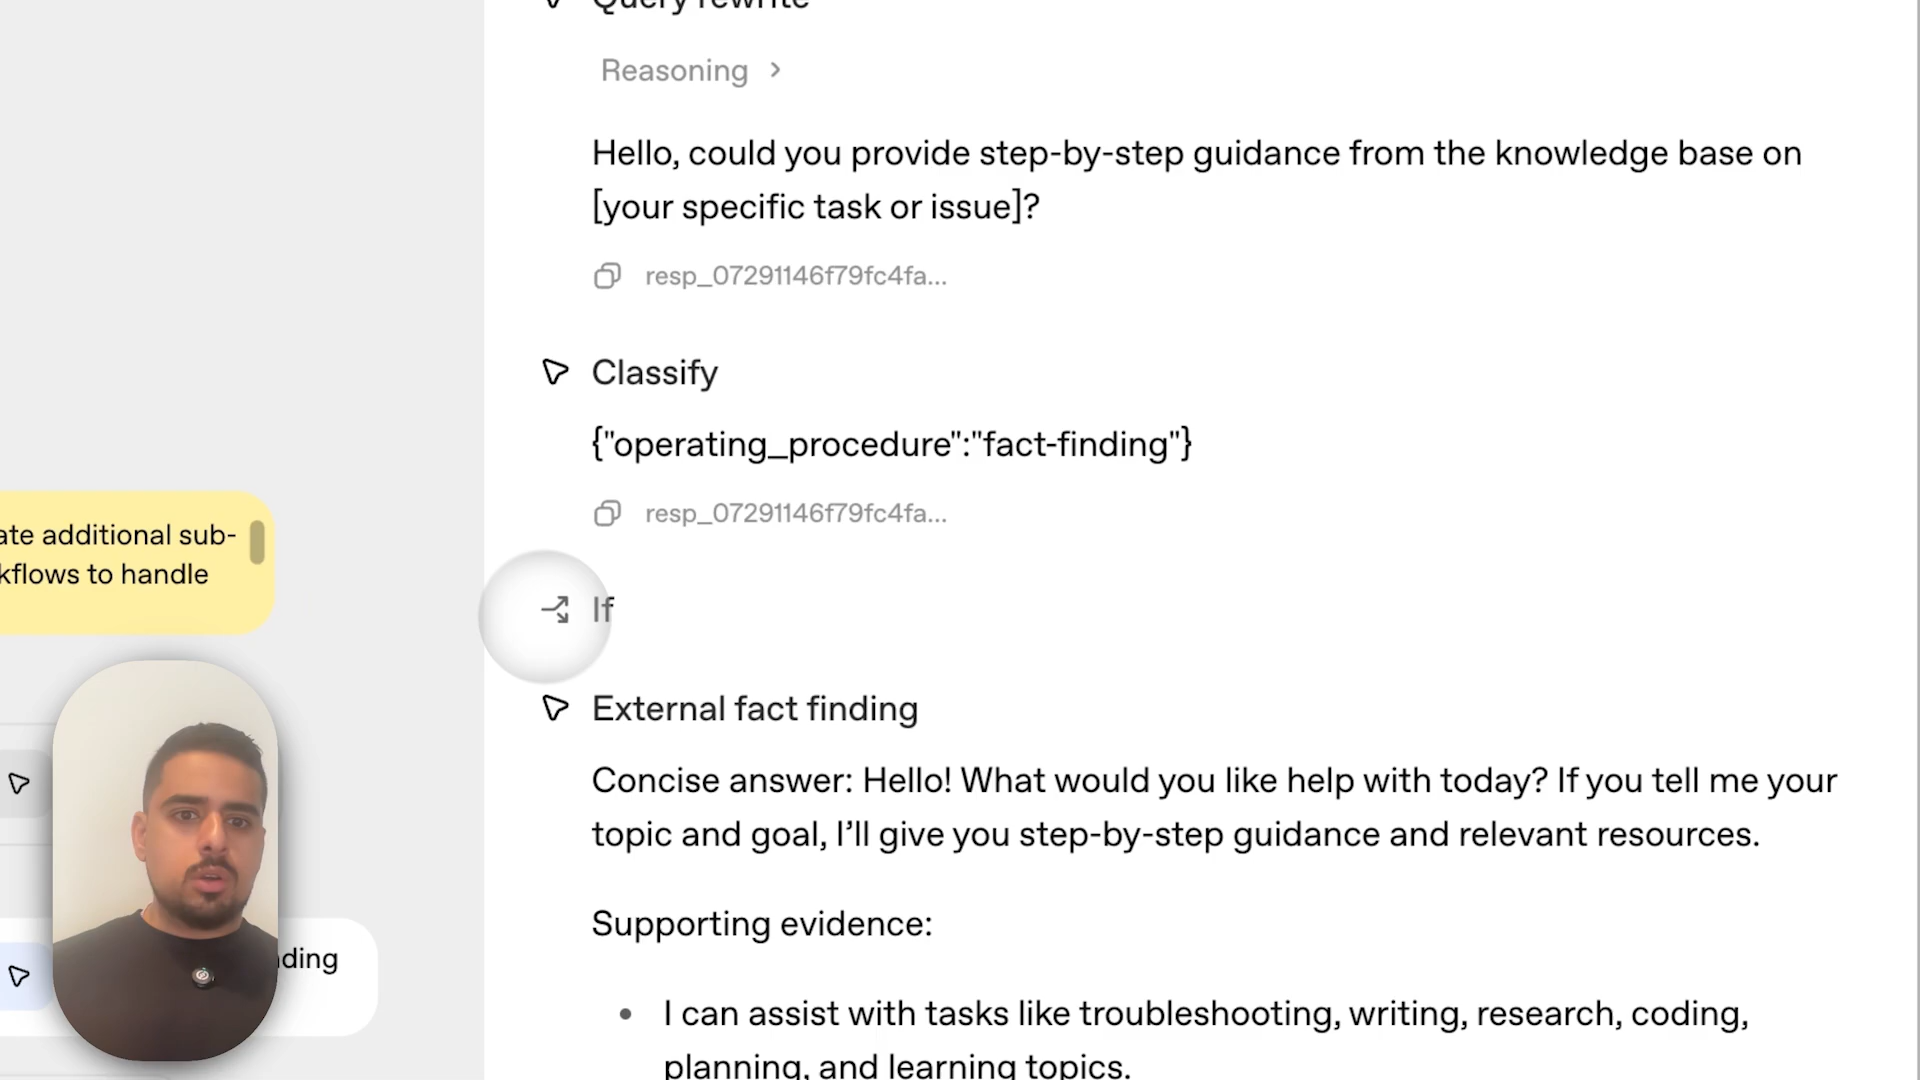 Query rewrite
Reasoning
Hello, could you provide step-by-step guidance from the knowledge base on
[your specific task or issue]?
resp_07291146f79fc4fa...
Classify
{"operating_procedure":"fact-finding"}
resp_07291146f79fc4fa...
ate additional sub-
kflows to handle
If
External fact finding
Concise answer: Hello! What would you like help with today? If you tell me your
topic and goal, I'll give you step-by-step guidance and relevant resources.
Supporting evidence:
nding
• I can assist with tasks like troubleshooting, writing, research, coding,
planning, and learning topics.